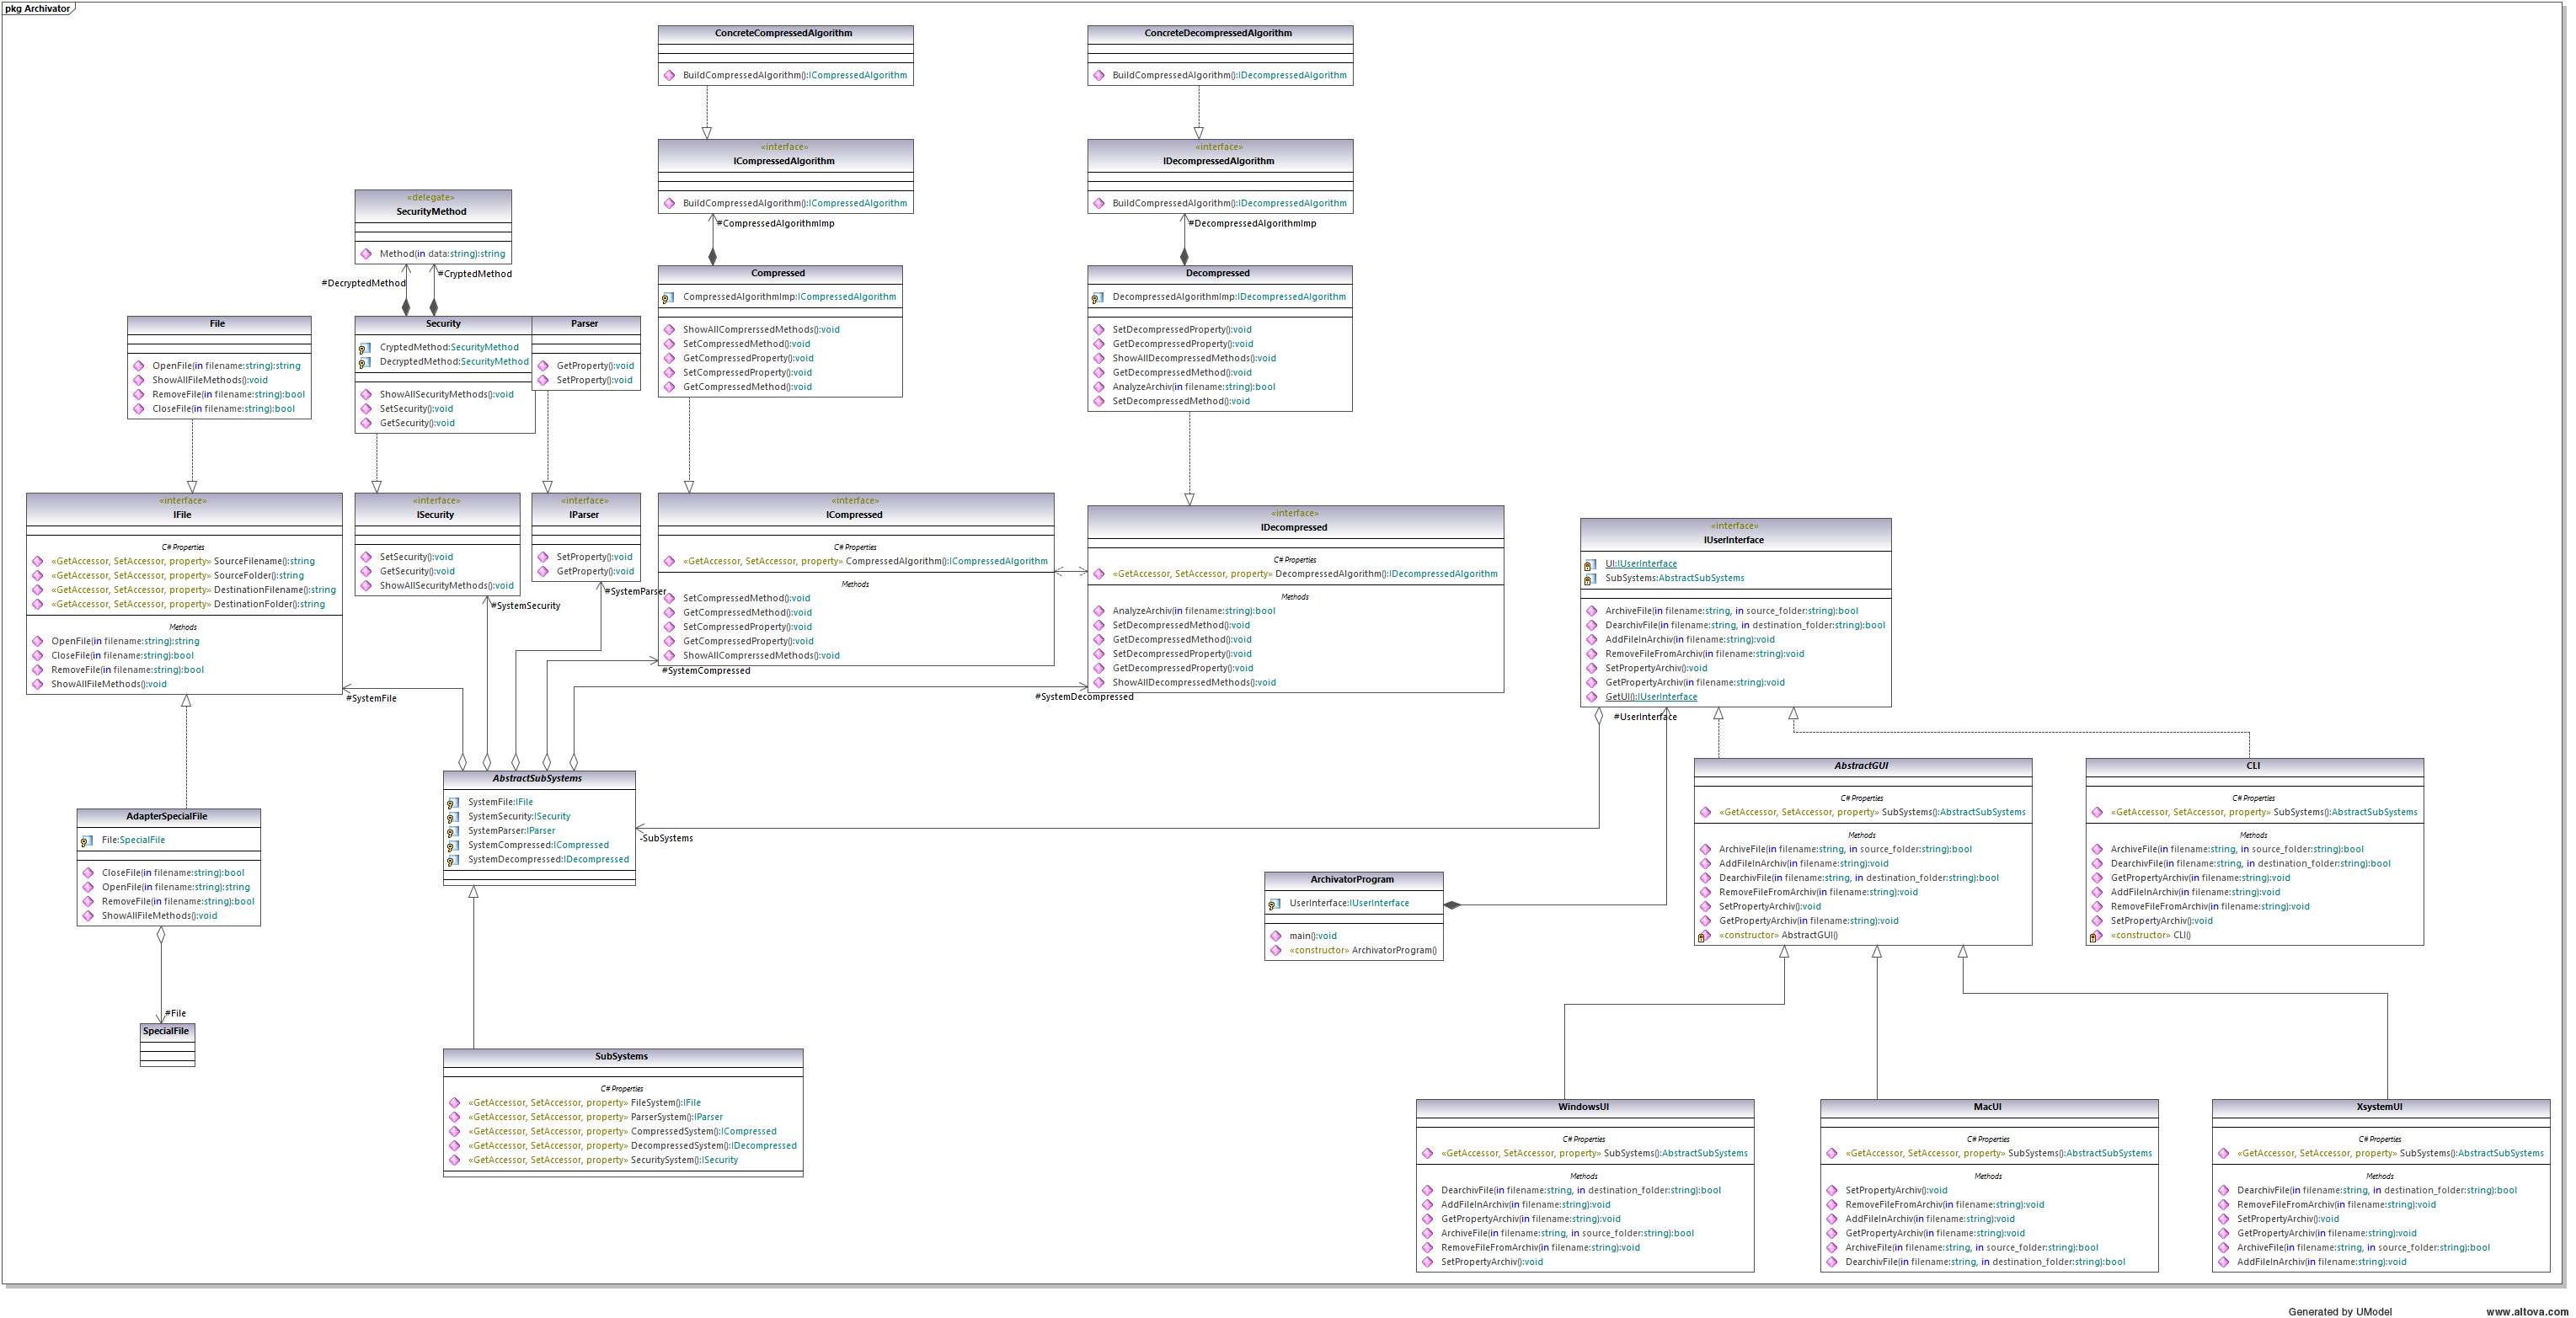 pkg Archivator
ConcreteCompressedAlgorithm
BuildCompressedAlgorithm():ICompressedAlgorithm
ConcreteDecompressedAlgorithm
BuildCompressedAlgorithm():IDecompressedAlgorithm
«interface»
ICompressedAlgorithm
BuildCompressedAlgorithm():ICompressedAlgorithm
«interface»
IDecompressedAlgorithm
BuildCompressedAlgorithm():IDecompressedAlgorithm
«delegate»
SecurityMethod
Method(in data:string):string
#CompressedAlgorithmImp
#DecompressedAlgorithmImp
#CryptedMethod
#DecryptedMethod
File
OpenFile(in filename:string):string
ShowAllFileMethods():void
RemoveFile(in filename:string):bool
CloseFile(in filename:string):bool
Security
CryptedMethod:SecurityMethod
DecryptedMethod:SecurityMethod
ShowAllSecurityMethods():void
SetSecurity():void
GetSecurity():void
Parser
GetProperty():void
SetProperty():void
Compressed
CompressedAlgorithmImp:ICompressedAlgorithm
ShowAllComprerssedMethods():void
SetCompressedMethod():void
GetCompressedProperty():void
SetCompressedProperty():void
GetCompressedMethod():void
Decompressed
DecompressedAlgorithmImp:IDecompressedAlgorithm
SetDecompressedProperty():void
GetDecompressedProperty():void
ShowAllDecompressedMethods():void
GetDecompressedMethod():void
AnalyzeArchiv(in filename:string):bool
SetDecompressedMethod():void
«interface»
IFile
C# Properties
«GetAccessor, SetAccessor, property» SourceFilename():string
«GetAccessor, SetAccessor, property» SourceFolder():string
«GetAccessor, SetAccessor, property» DestinationFilename():string
«GetAccessor, SetAccessor, property» DestinationFolder():string
Methods
OpenFile(in filename:string):string
CloseFile(in filename:string):bool
RemoveFile(in filename:string):bool
ShowAllFileMethods():void
«interface»
ISecurity
SetSecurity():void
GetSecurity():void
ShowAllSecurityMethods():void
«interface»
IParser
SetProperty():void
GetProperty():void
«interface»
ICompressed
C# Properties
«GetAccessor, SetAccessor, property» CompressedAlgorithm():ICompressedAlgorithm
Methods
SetCompressedMethod():void
GetCompressedMethod():void
SetCompressedProperty():void
GetCompressedProperty():void
ShowAllComprerssedMethods():void
«interface»
IDecompressed
C# Properties
«GetAccessor, SetAccessor, property» DecompressedAlgorithm():IDecompressedAlgorithm
Methods
AnalyzeArchiv(in filename:string):bool
SetDecompressedMethod():void
GetDecompressedMethod():void
SetDecompressedProperty():void
GetDecompressedProperty():void
ShowAllDecompressedMethods():void
«interface»
IUserInterface
UI:IUserInterface
SubSystems:AbstractSubSystems
ArchiveFile(in filename:string, in source_folder:string):bool
DearchivFile(in filename:string, in destination_folder:string):bool
AddFileInArchiv(in filename:string):void
RemoveFileFromArchiv(in filename:string):void
SetPropertyArchiv():void
GetPropertyArchiv(in filename:string):void
GetUI():IUserInterface
#SystemSecurity
#SystemParser
#SystemCompressed
#SystemFile
#SystemDecompressed
#UserInterface
AbstractSubSystems
SystemFile:IFile
SystemSecurity:ISecurity
SystemParser:IParser
SystemCompressed:ICompressed
SystemDecompressed:IDecompressed
-SubSystems
AdapterSpecialFile
File:SpecialFile
CloseFile(in filename:string):bool
OpenFile(in filename:string):string
RemoveFile(in filename:string):bool
ShowAllFileMethods():void
#File
SpecialFile
ArchivatorProgram
UserInterface:IUserInterface
main():void
«constructor» ArchivatorProgram()
AbstractGUI
C# Properties
«GetAccessor, SetAccessor, property» SubSystems():AbstractSubSystems
Methods
ArchiveFile(in filename:string, in source_folder:string):bool
AddFileInArchiv(in filename:string):void
DearchivFile(in filename:string, in destination_folder:string):bool
RemoveFileFromArchiv(in filename:string):void
SetPropertyArchiv():void
GetPropertyArchiv(in filename:string):void
«constructor» AbstractGUI()
CLI
C# Properties
«GetAccessor, SetAccessor, property» SubSystems():AbstractSubSystems
Methods
ArchiveFile(in filename:string, in source_folder:string):bool
DearchivFile(in filename:string, in destination_folder:string):bool
GetPropertyArchiv(in filename:string):void
AddFileInArchiv(in filename:string):void
RemoveFileFromArchiv(in filename:string):void
SetPropertyArchiv():void
«constructor» CLI()
SubSystems
C# Properties
«GetAccessor, SetAccessor, property» FileSystem():IFile
«GetAccessor, SetAccessor, property» ParserSystem():IParser
«GetAccessor, SetAccessor, property» CompressedSystem():ICompressed
«GetAccessor, SetAccessor, property» DecompressedSystem():IDecompressed
«GetAccessor, SetAccessor, property» SecuritySystem():ISecurity
WindowsUI
C# Properties
«GetAccessor, SetAccessor, property» SubSystems():AbstractSubSystems
Methods
DearchivFile(in filename:string, in destination_folder:string):bool
AddFileInArchiv(in filename:string):void
GetPropertyArchiv(in filename:string):void
ArchiveFile(in filename:string, in source_folder:string):bool
RemoveFileFromArchiv(in filename:string):void
SetPropertyArchiv():void
MacUI
C# Properties
«GetAccessor, SetAccessor, property» SubSystems():AbstractSubSystems
Methods
SetPropertyArchiv():void
RemoveFileFromArchiv(in filename:string):void
AddFileInArchiv(in filename:string):void
GetPropertyArchiv(in filename:string):void
ArchiveFile(in filename:string, in source_folder:string):bool
DearchivFile(in filename:string, in destination_folder:string):bool
XsystemUI
C# Properties
«GetAccessor, SetAccessor, property» SubSystems():AbstractSubSystems
Methods
DearchivFile(in filename:string, in destination_folder:string):bool
RemoveFileFromArchiv(in filename:string):void
SetPropertyArchiv():void
GetPropertyArchiv(in filename:string):void
ArchiveFile(in filename:string, in source_folder:string):bool
AddFileInArchiv(in filename:string):void
Generated by UModel
www.altova.com